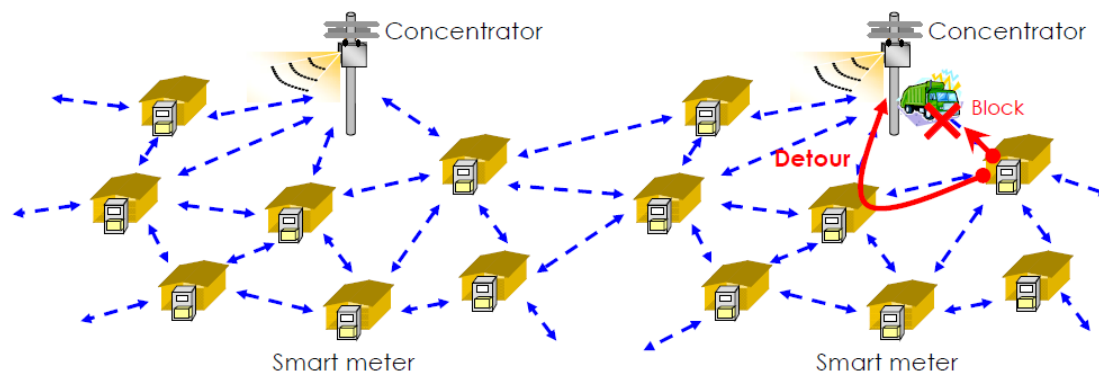 Concentrator
Concentrator
Block
Detour
Smart meter
Smart meter